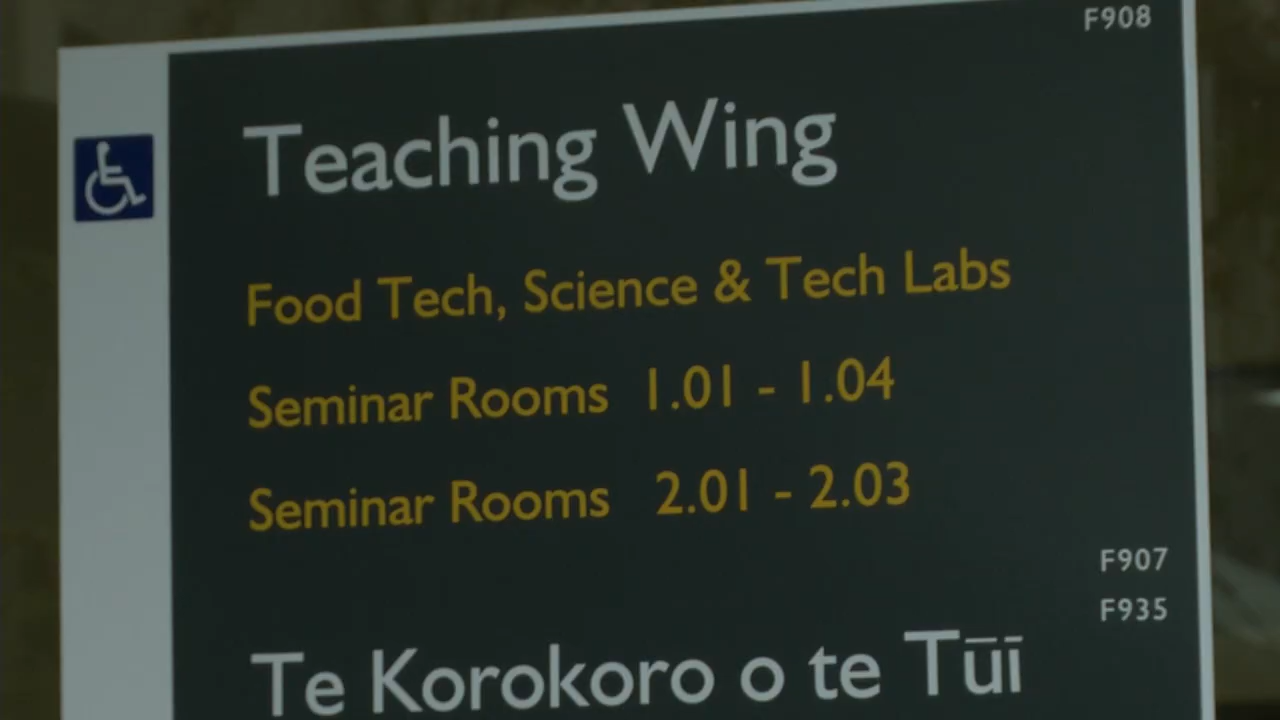 F908
Teaching Wing
Food Tech, Science & Tech Labs
Seminar Rooms 1.01 - 1.04
Seminar Rooms 2.01 - 2.03
F907
F935
Te Korokoro o te Tūī